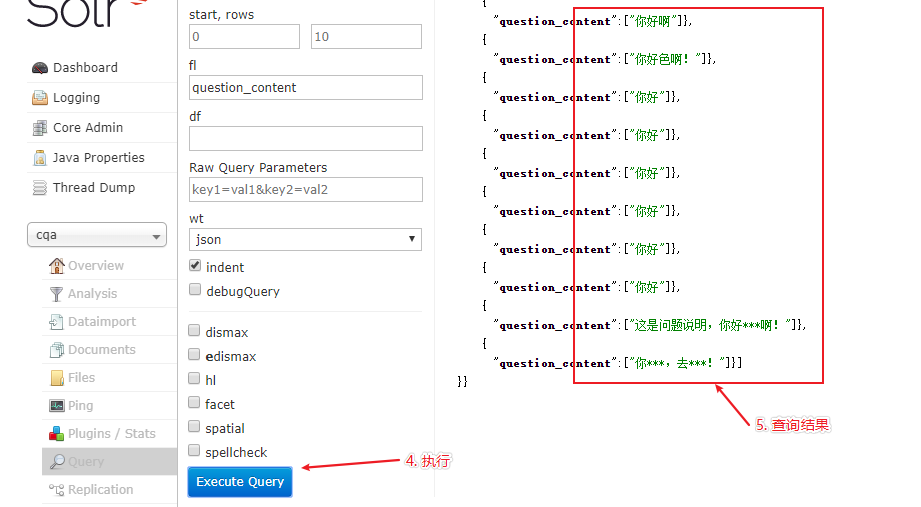 Solr
Dashboard
Logging
Core Admin
Java Properties
Thread Dump
cqa
Overview
Analysis
Dataimport
Documents
Files
Ping
Plugins / Stats
Query
Replication
start, rows
0 10
fl
question_content
df
Raw Query Parameters
key1=val1&key2=val2
wt
json
indent
debugQuery
dismax
edismax
hl
facet
spatial
spellcheck
Execute Query
4. 执行
{
"question_content":["你好啊"]},
{
"question_content":["你好色啊！"]},
{
"question_content":["你好"]},
{
"question_content":["你好"]},
{
"question_content":["你好"]},
{
"question_content":["你好"]},
{
"question_content":["你好"]},
{
"question_content":["你好"]},
{
"question_content":["这是问题说明，你好***啊！"]},
{
"question_content":["你***，去***！"]}]
}}
5. 查询结果